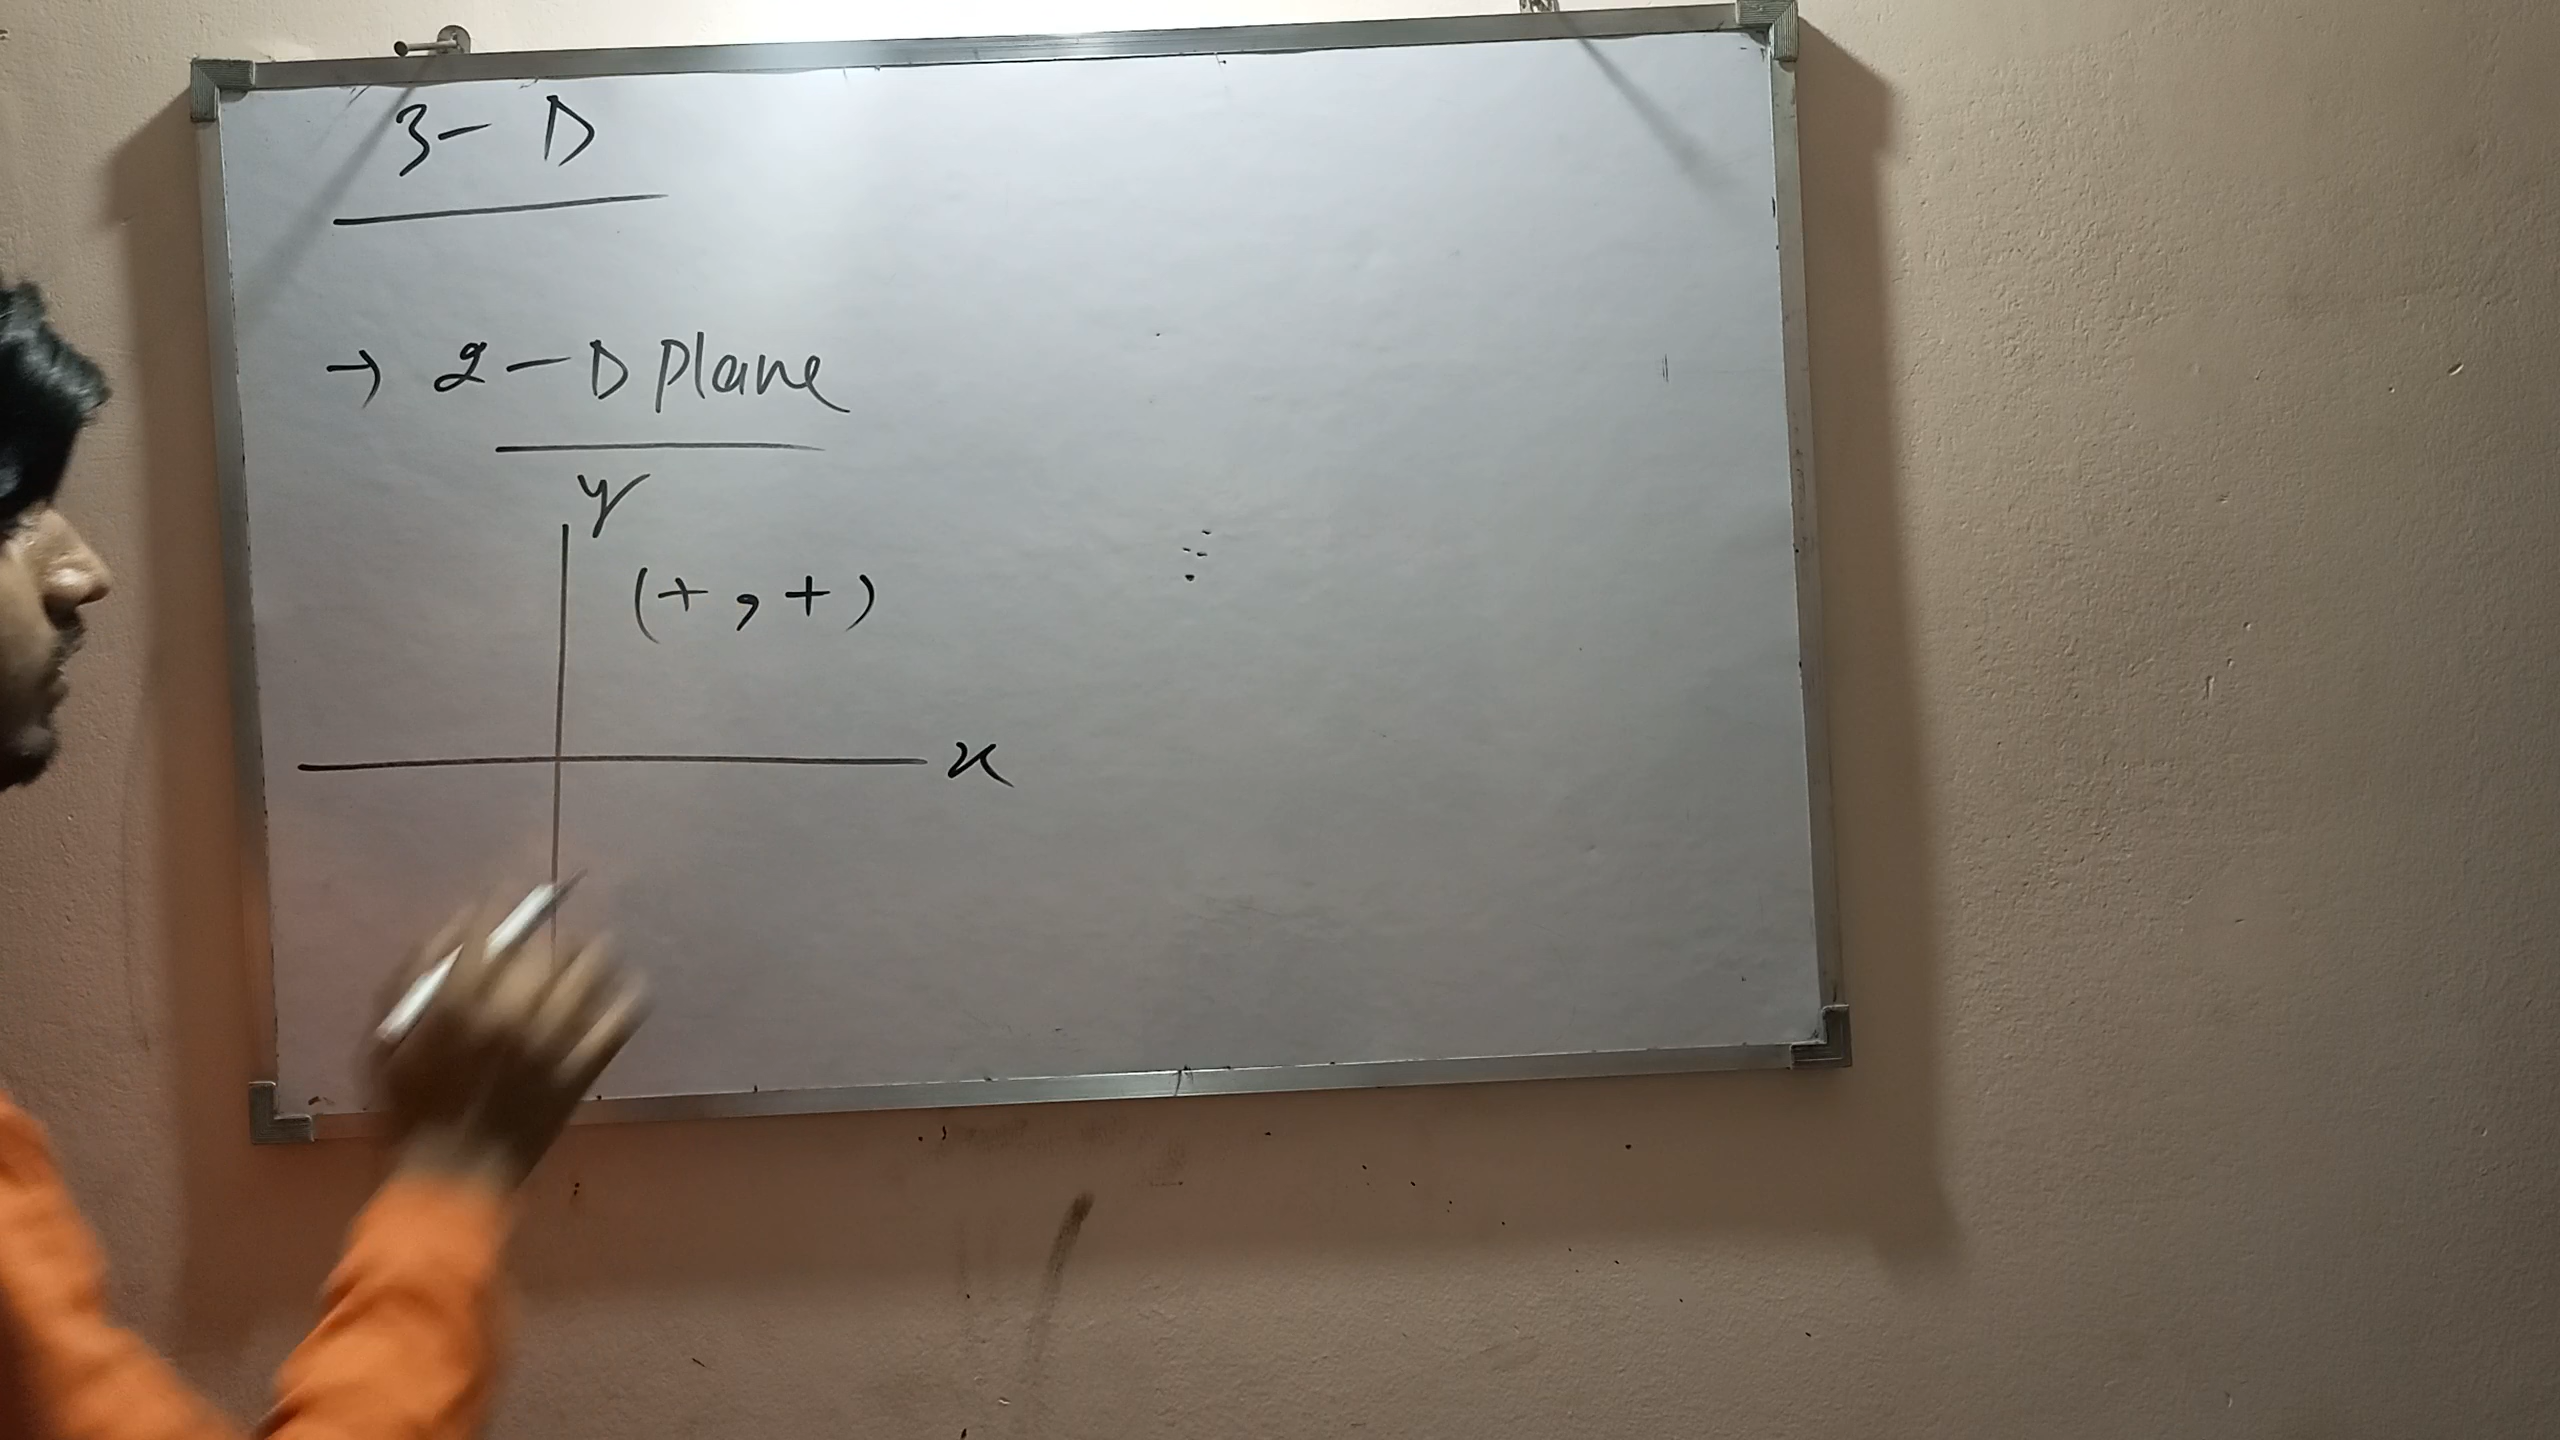 3 - D
→ 2 - D Plane
y
(+ , +)
x